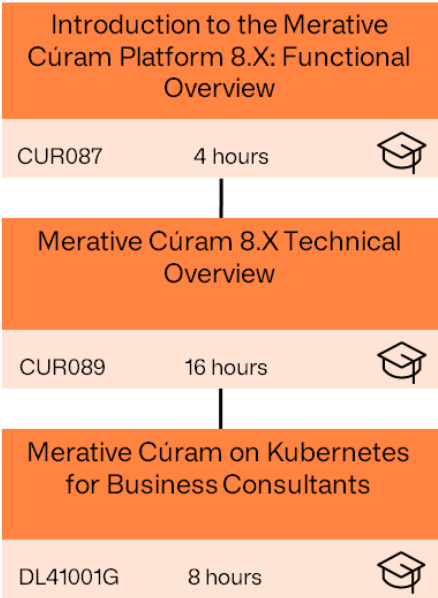 Introduction to the Merative
Cúram Platform 8.X: Functional
Overview
CUR087 4 hours
Merative Cúram 8.X Technical
Overview
CUR089 16 hours
Merative Cúram on Kubernetes
for Business Consultants
DL41001G 8 hours